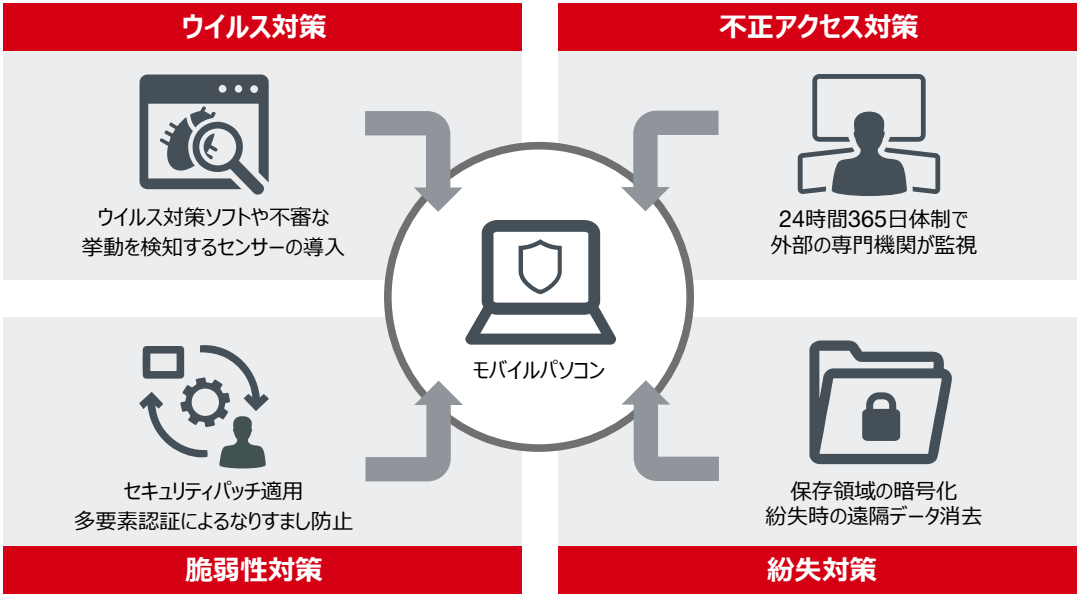 ウイルス対策
ウイルス対策ソフトや不審な
挙動を検知するセンサーの導入
不正アクセス対策
24時間365日体制で
外部の専門機関が監視
モバイルパソコン
セキュリティパッチ適用
多要素認証によるなりすまし防止
脆弱性対策
保存領域の暗号化
紛失時の遠隔データ消去
紛失対策